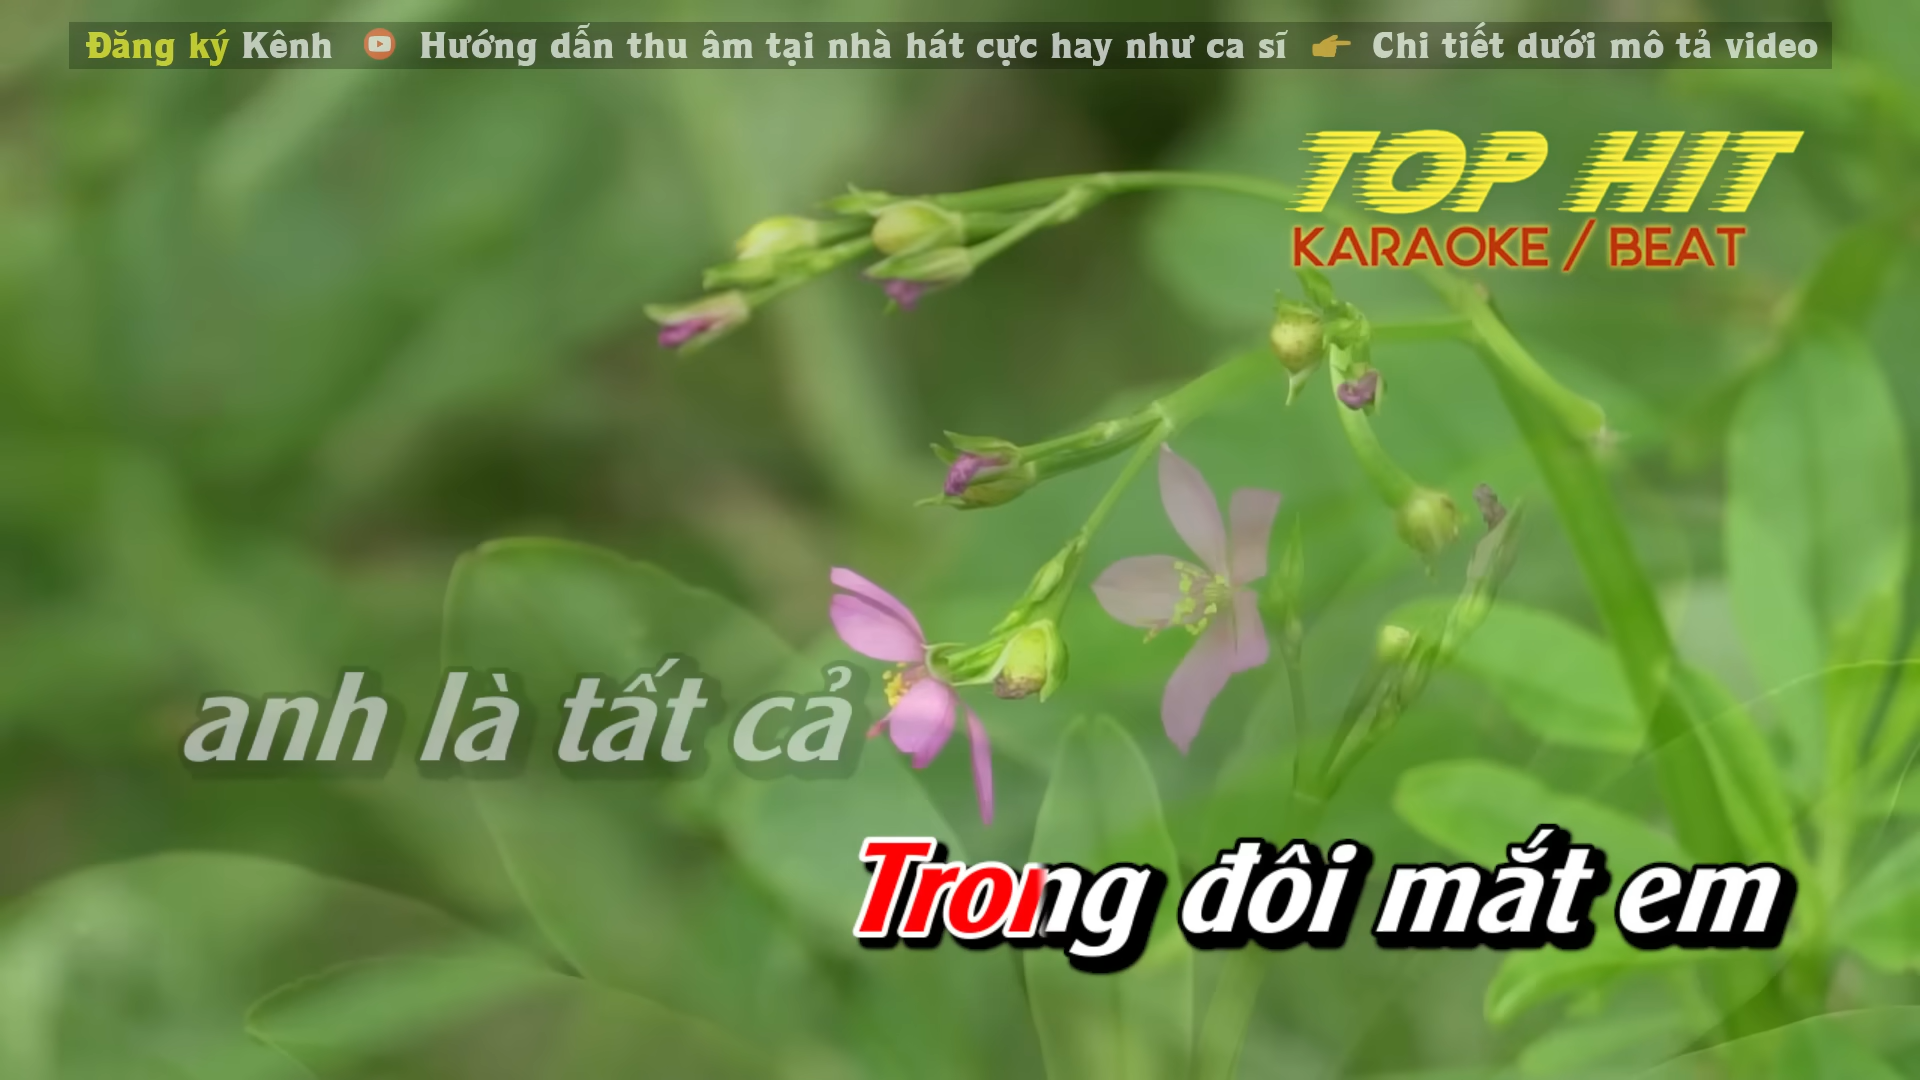 Đăng ký Kênh Hướng dẫn thu âm tại nhà hát cực hay như ca sĩ Chi tiết dưới mô tả video
TOP HIT
KARAOKE / BEAT
anh là tất cả
Trong đôi mắt em